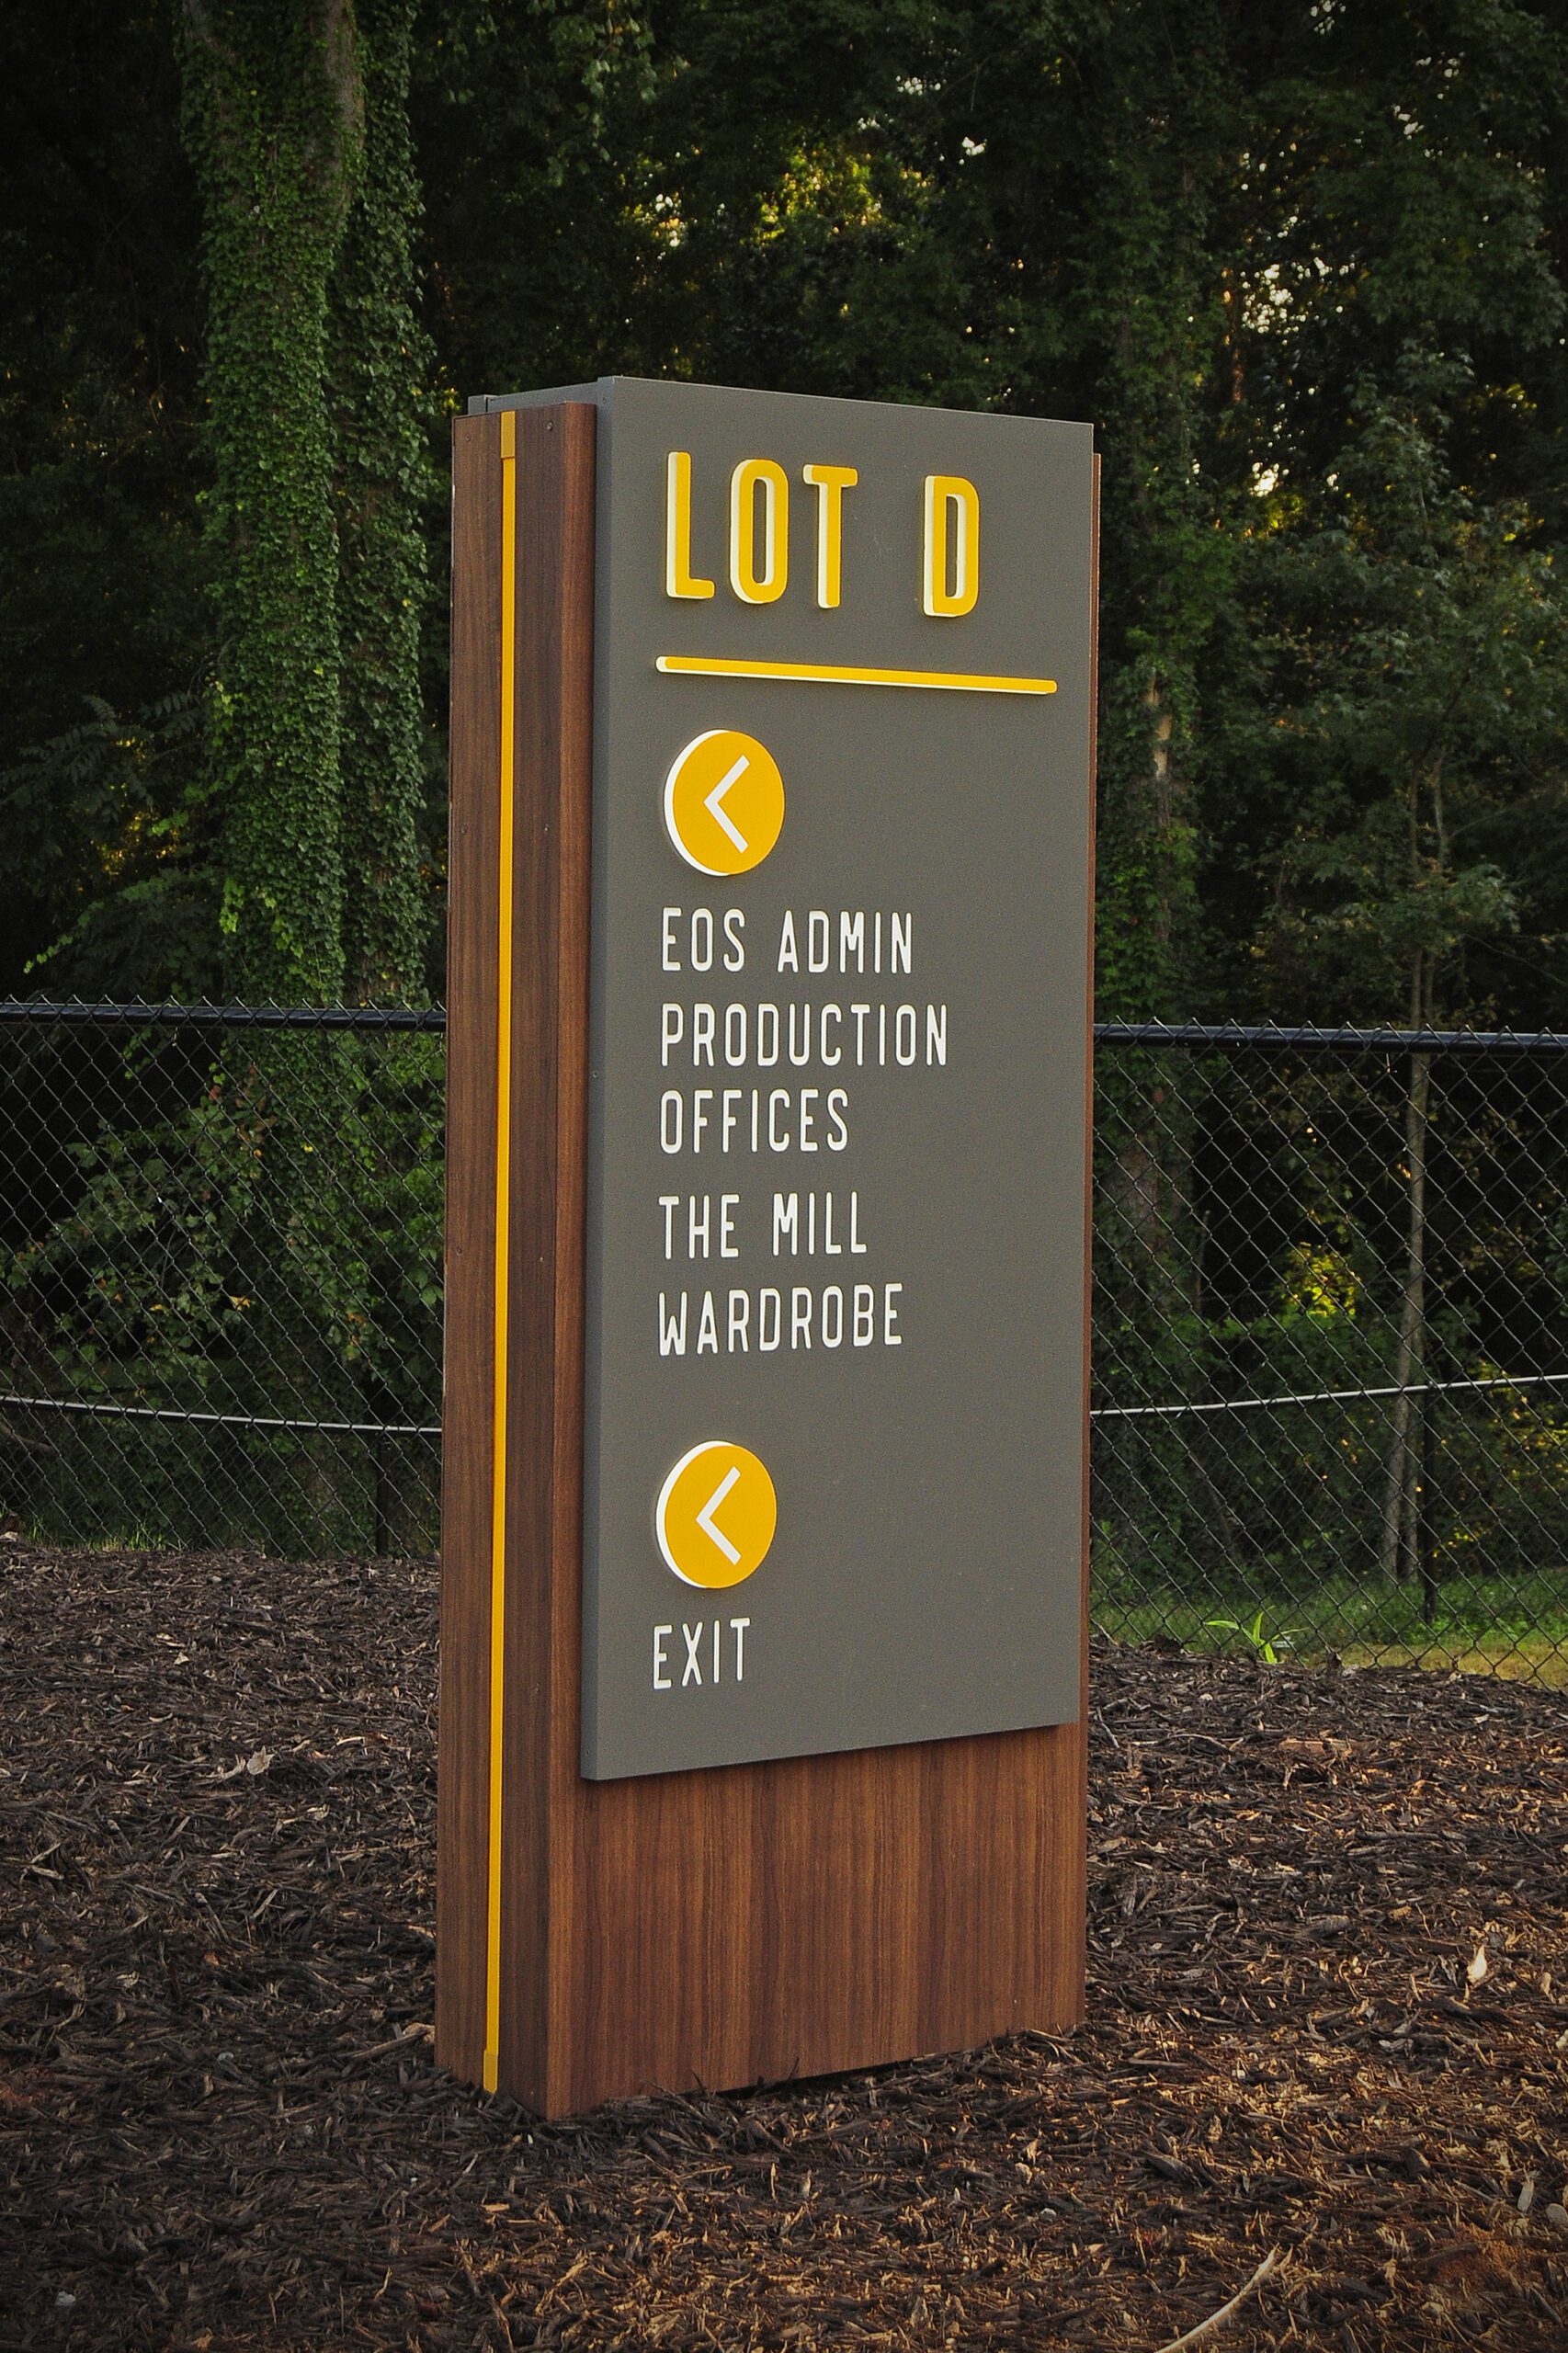 LOT D
EOS ADMIN
PRODUCTION
OFFICES
THE MILL
WARDROBE
EXIT